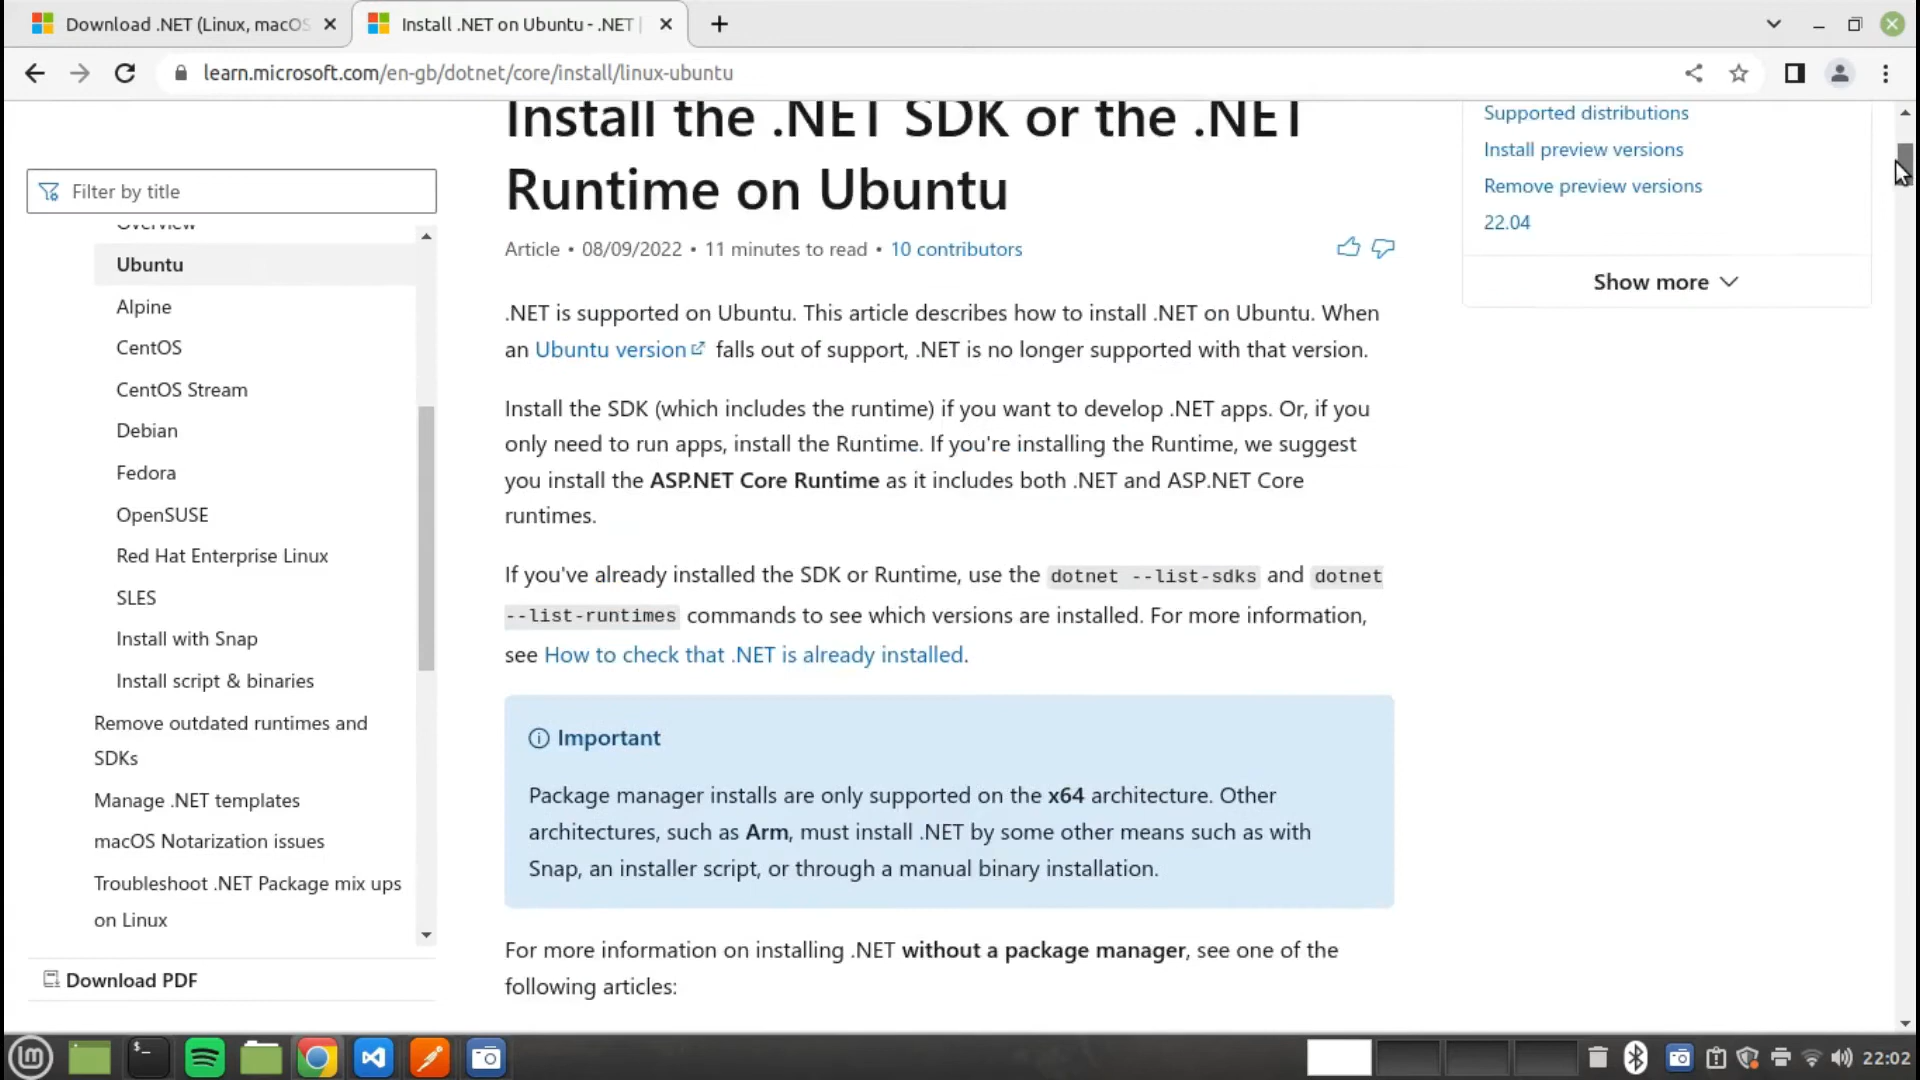 Download .NET (Linux, macOS
Install .NET on Ubuntu - .NET |
learn.microsoft.com/en-gb/dotnet/core/install/linux-ubuntu
Filter by title
Overview
Ubuntu
Alpine
CentOS
CentOS Stream
Debian
Fedora
OpenSUSE
Red Hat Enterprise Linux
SLES
Install with Snap
Install script & binaries
Remove outdated runtimes and
SDKs
Manage .NET templates
macOS Notarization issues
Troubleshoot .NET Package mix ups
on Linux
Download PDF
Install the .NET SDK or the .NET
Runtime on Ubuntu
Article • 08/09/2022 • 11 minutes to read • 10 contributors
.NET is supported on Ubuntu. This article describes how to install .NET on Ubuntu. When
an Ubuntu version falls out of support, .NET is no longer supported with that version.
Install the SDK (which includes the runtime) if you want to develop .NET apps. Or, if you
only need to run apps, install the Runtime. If you're installing the Runtime, we suggest
you install the ASP.NET Core Runtime as it includes both .NET and ASP.NET Core
runtimes.
If you've already installed the SDK or Runtime, use the dotnet --list-sdks and dotnet
--list-runtimes commands to see which versions are installed. For more information,
see How to check that .NET is already installed.
Important
Package manager installs are only supported on the x64 architecture. Other
architectures, such as Arm, must install .NET by some other means such as with
Snap, an installer script, or through a manual binary installation.
For more information on installing .NET without a package manager, see one of the
following articles:
Supported distributions
Install preview versions
Remove preview versions
22.04
Show more
22:02